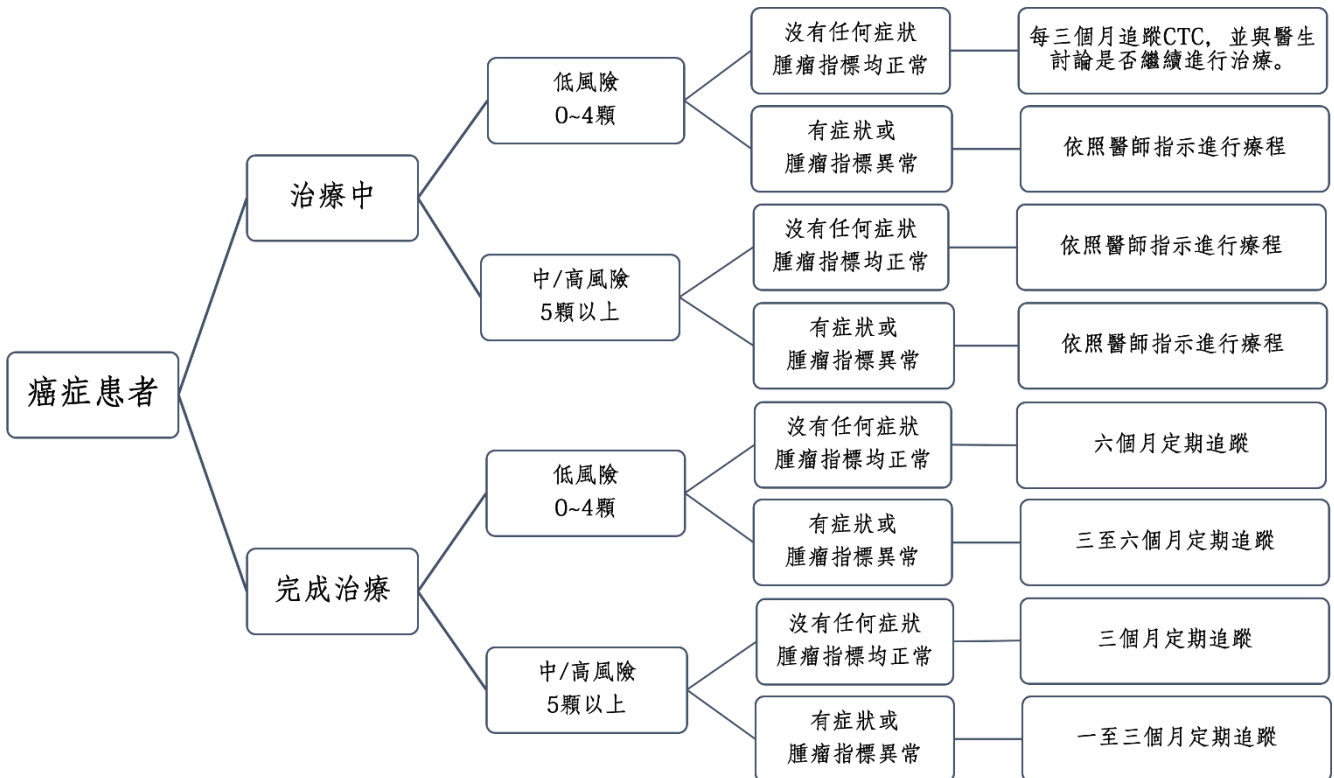 癌症患者
治療中
低風險
0~4顆
沒有任何症狀
腫瘤指標均正常
每三個月追蹤CTC，並與醫生
討論是否繼續進行治療。
有症狀或
腫瘤指標異常
依照醫師指示進行療程
中/高風險
5顆以上
沒有任何症狀
腫瘤指標均正常
依照醫師指示進行療程
有症狀或
腫瘤指標異常
依照醫師指示進行療程
完成治療
低風險
0~4顆
沒有任何症狀
腫瘤指標均正常
六個月定期追蹤
有症狀或
腫瘤指標異常
三至六個月定期追蹤
中/高風險
5顆以上
沒有任何症狀
腫瘤指標均正常
三個月定期追蹤
有症狀或
腫瘤指標異常
一至三個月定期追蹤